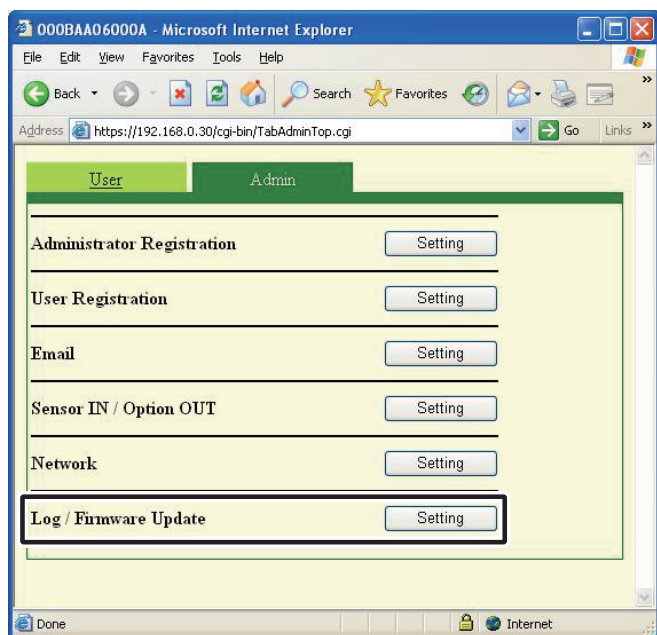 000BAA06000A - Microsoft Internet Explorer
File Edit View Favorites Tools Help
Back Search Favorites »
Address https://192.168.0.30/cgi-bin/TabAdminTop.cgi Go Links »
User Admin
Administrator Registration Setting
User Registration Setting
Email Setting
Sensor IN / Option OUT Setting
Network Setting
Log / Firmware Update Setting
Done Internet